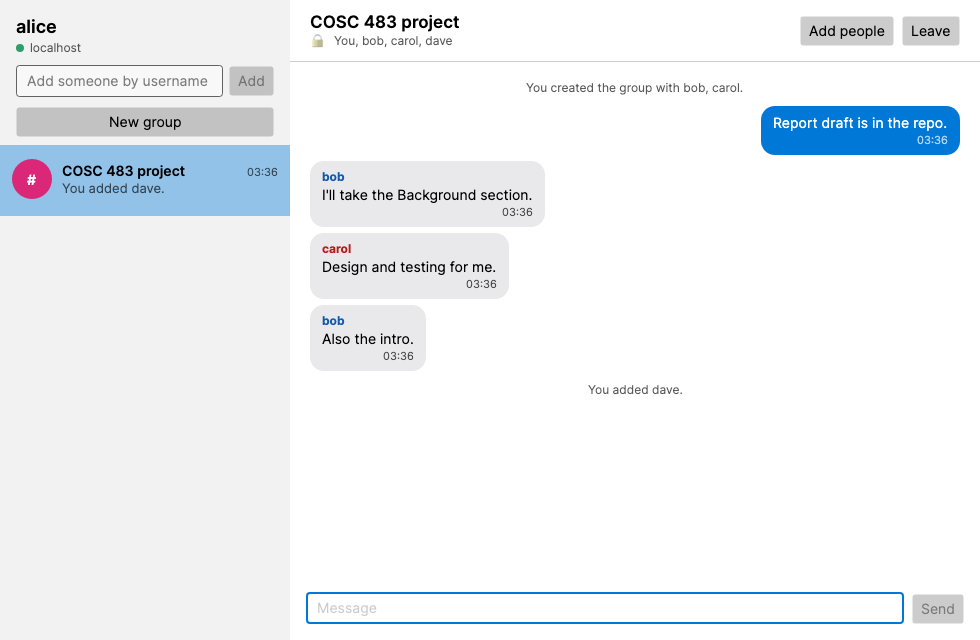 alice
localhost
Add someone by username
Add
New group
#
COSC 483 project
03:36
You added dave.
COSC 483 project
You, bob, carol, dave
Add people
Leave
You created the group with bob, carol.
Report draft is in the repo.
03:36
bob
I'll take the Background section.
03:36
carol
Design and testing for me.
03:36
bob
Also the intro.
03:36
You added dave.
Message
Send